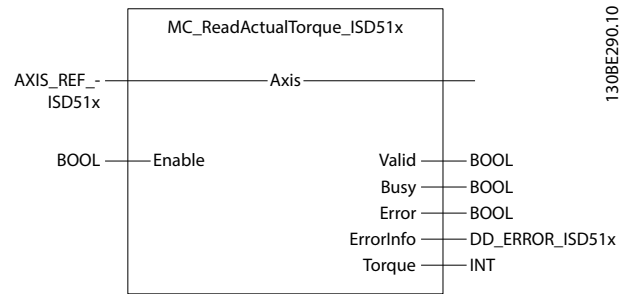 MC_ReadActualTorque_ISD51x
AXIS_REF_-
ISD51x
Axis
BOOL
Enable
Valid
BOOL
Busy
BOOL
Error
BOOL
ErrorInfo
DD_ERROR_ISD51x
Torque
INT
130BE290.10